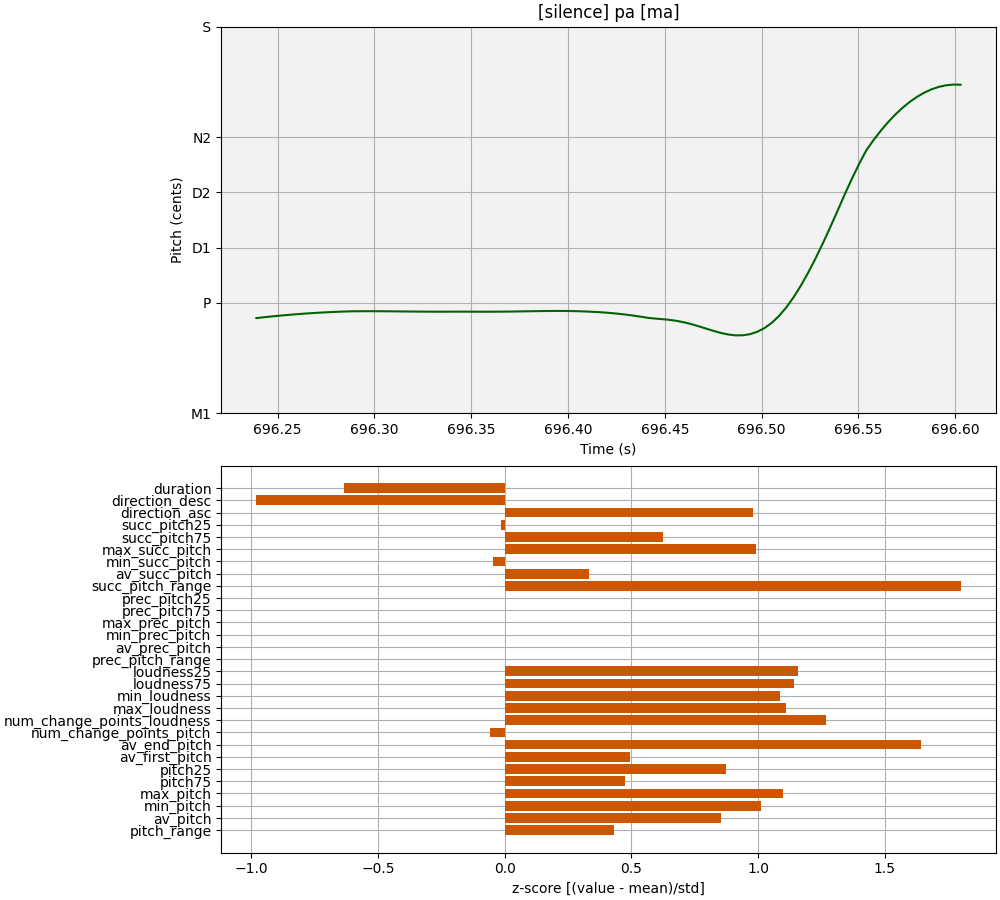 [silence] pa [ma]
S
N2
D2
D1
P
M1
Pitch (cents)
696.25 696.30 696.35 696.40 696.45 696.50 696.55 696.60
Time (s)
duration
direction_desc
direction_asc
succ_pitch25
succ_pitch75
max_succ_pitch
min_succ_pitch
av_succ_pitch
succ_pitch_range
prec_pitch25
prec_pitch75
max_prec_pitch
min_prec_pitch
av_prec_pitch
prec_pitch_range
loudness25
loudness75
min_loudness
max_loudness
num_change_points_loudness
num_change_points_pitch
av_end_pitch
av_first_pitch
pitch25
pitch75
max_pitch
min_pitch
av_pitch
pitch_range
−1.0 −0.5 0.0 0.5 1.0 1.5
z-score [(value - mean)/std]